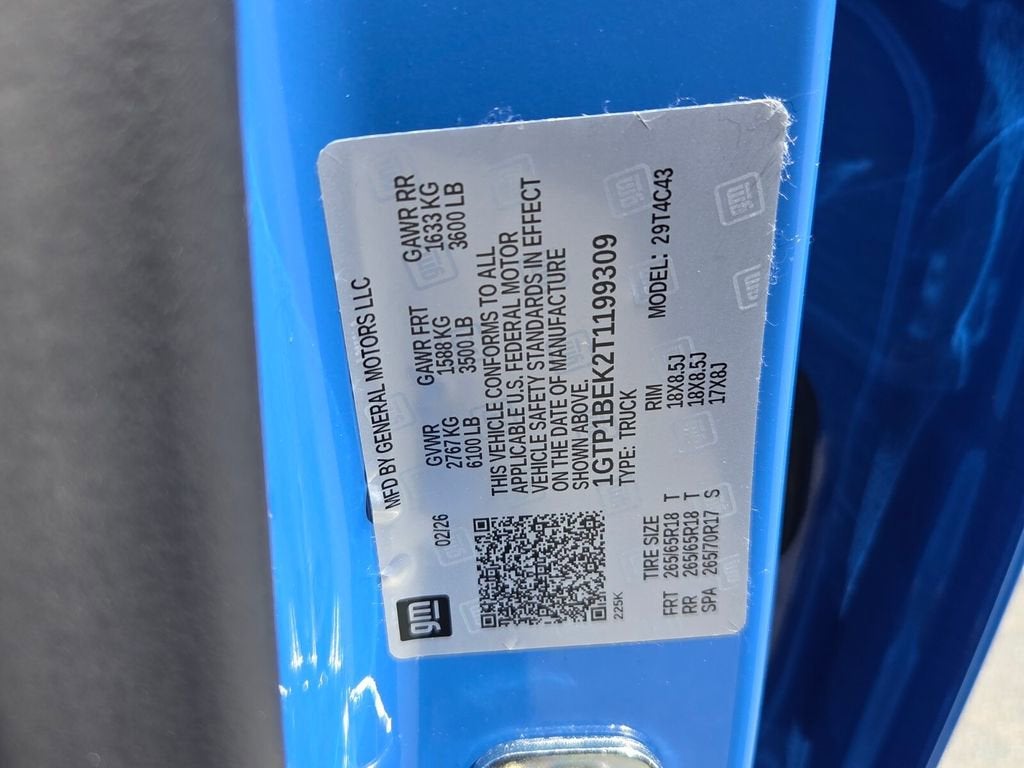 gm
02/26
MFD BY GENERAL MOTORS LLC
GVWR GAWR FRT GAWR RR
2767KG 1588 KG 1633 KG
6100 LB 3500 LB 3600 LB
THIS VEHICLE CONFORMS TO ALL
APPLICABLE U.S. FEDERAL MOTOR
VEHICLE SAFETY STANDARDS IN EFFECT
ON THE DATE OF MANUFACTURE
SHOWN ABOVE.
1GTP1BEK2T1199309
TYPE: TRUCK
225K
MODEL: 29T4C43
TIRE SIZE RIM
FRT 265/65R18 T 18X8.5J
RR 265/65R18 T 18X8.5J
SPA 265/70R17 S 17X8J